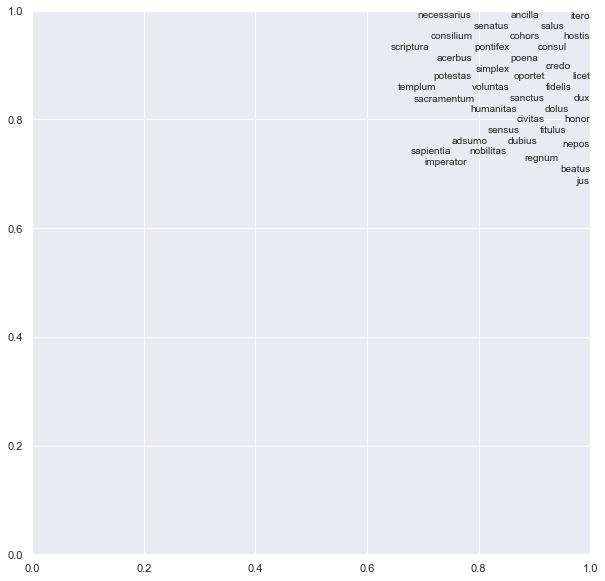 1.0
necessarius ancilla itero
senatus salus
consilium cohors hostis
scriptura pontifex consul
acerbus poena
simplex credo
potestas oportet licet
templum voluntas fidelis
sacramentum sanctus dux
humanitas dolus
0.8
civitas honor
sensus titulus
adsumo dubius nepos
sapientia nobilitas
imperator regnum
beatus
jus
0.6
0.4
0.2
0.0
0.0 0.2 0.4 0.6 0.8 1.0